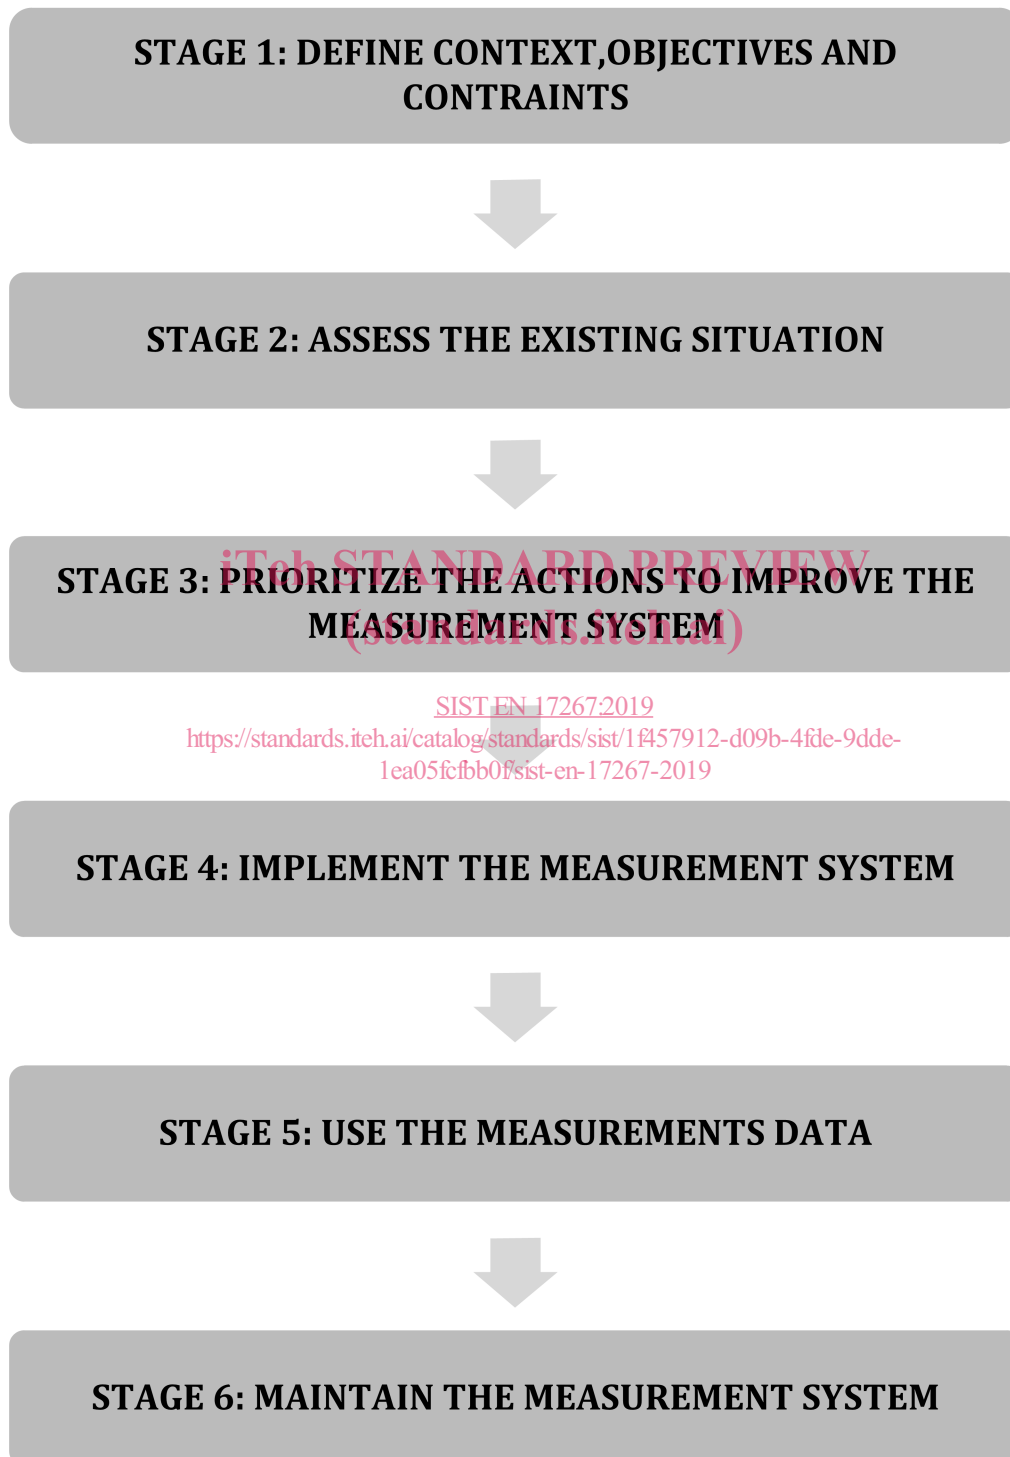 STAGE 1: DEFINE CONTEXT,OBJECTIVES AND
CONTRAINTS
STAGE 2: ASSESS THE EXISTING SITUATION
iTeh STANDARD PREVIEW
STAGE 3: PRIORITIZE THE ACTIONS TO IMPROVE THE
MEASUREMENT SYSTEM
(standards.iteh.ai)
SIST EN 17267:2019
https://standards.iteh.ai/catalog/standards/sist/1f457912-d09b-4fde-9dde-
1ea05fcfbb0f/sist-en-17267-2019
STAGE 4: IMPLEMENT THE MEASUREMENT SYSTEM
STAGE 5: USE THE MEASUREMENTS DATA
STAGE 6: MAINTAIN THE MEASUREMENT SYSTEM